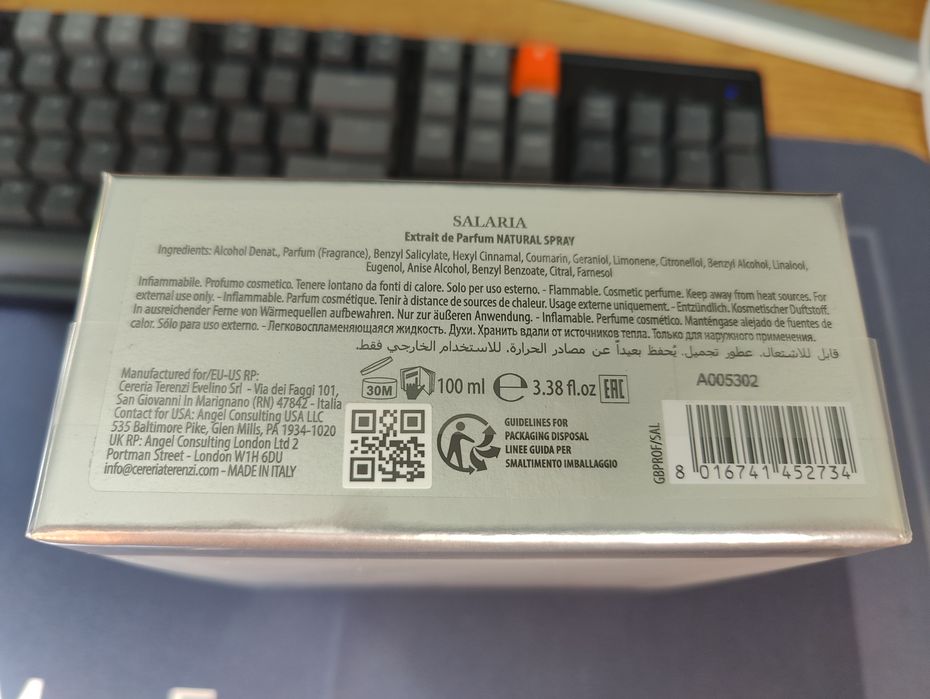 SALARIA
Extrait de Parfum NATURAL SPRAY
Ingredients: Alcohol Denat., Parfum (Fragrance), Benzyl Salicylate, Hexyl Cinnamal, Coumarin, Geraniol, Limonene, Citronellol, Benzyl Alcohol, Linalool,
Eugenol, Anise Alcohol, Benzyl Benzoate, Citral, Farnesol
Infiammabile. Profumo cosmetico. Tenere lontano da fonti di calore. Solo per uso esterno. - Flammable. Cosmetic perfume. Keep away from heat sources. For
external use only. - Inflammable. Parfum cosmétique. Tenir à distance de sources de chaleur. Usage externe uniquement. - Entzündlich. Kosmetischer Duftstoff.
In ausreichender Ferne von Wärmequellen aufbewahren. Nur zur äußeren Anwendung. - Inflamable. Perfume cosmético. Manténgase alejado de fuentes de
calor. Sólo para uso externo. - Легковоспламеняющаяся жидкость. Духи. Хранить вдали от источников тепла. Только для наружного применения.
قابل للاشتعال. عطور تجميل. يُحفظ بعيداً عن مصادر الحرارة. للاستخدام الخارجي فقط.
Manufactured for/EU-US RP:
Cereria Terenzi Evelino Srl - Via dei Faggi 101,
San Giovanni In Marignano (RN) 47842 - Italia
Contact for USA: Angel Consulting USA LLC
535 Baltimore Pike, Glen Mills, PA 1934-1020
UK RP: Angel Consulting London Ltd 2
Portman Street - London W1H 6DU
info@cereriaterenzi.com - MADE IN ITALY
30M
100 ml e 3.38 fl.oz EAC
GUIDELINES FOR
PACKAGING DISPOSAL
LINEE GUIDA PER
SMALTIMENTO IMBALLAGGIO
A005302
GBPROF/SAL
8 016741 452734